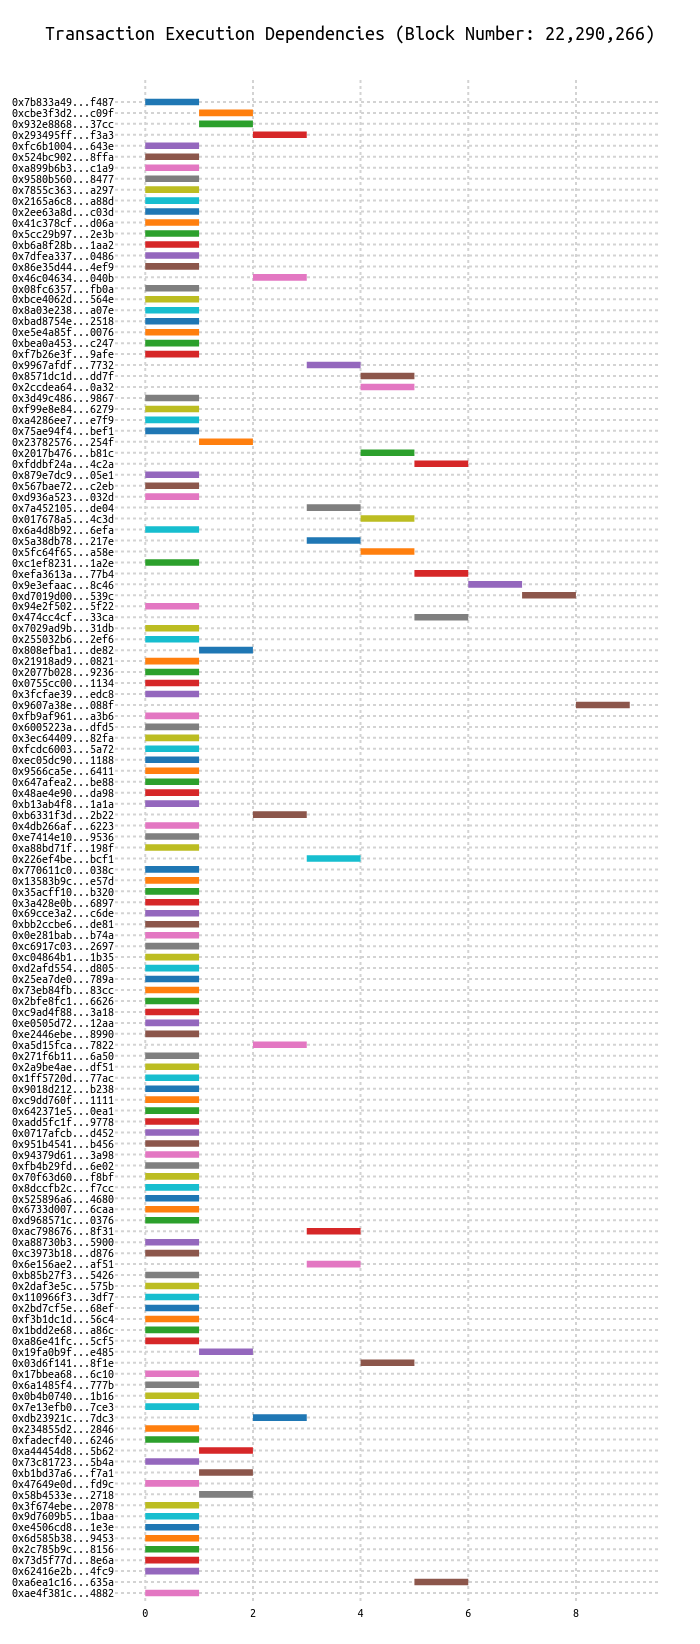 Transaction Execution Dependencies (Block Number: 22,290,266)
0x7b833a49...f487
0xcbe3f3d2...c09f
0x932e8868...37cc
0x293495ff...f3a3
0xfc6b1004...643e
0x524bc902...8ffa
0xa899b6b3...c1a9
0x9580b560...8477
0x7855c363...a297
0x2165a6c8...a88d
0x2ee63a8d...c03d
0x41c378cf...d06a
0x5cc29b97...2e3b
0xb6a8f28b...1aa2
0x7dfea337...0486
0x86e35d44...4ef9
0x46c04634...040b
0x08fc6357...fb0a
0xbce4062d...564e
0x8a03e238...a07e
0xbad8754e...2518
0xe5e4a85f...0076
0xbea0a453...c247
0xf7b26e3f...9afe
0x9967afdf...7732
0x8571dc1d...dd7f
0x2ccdea64...0a32
0x3d49c486...9867
0xf99e8e84...6279
0xa4286ee7...e7f9
0x75ae94f4...bef1
0x23782576...254f
0x2017b476...b81c
0xfddbf24a...4c2a
0x879e7dc9...05e1
0x567bae72...c2eb
0xd936a523...032d
0x7a452105...de04
0x017678a5...4c3d
0x6a4d8b92...6efa
0x5a38db78...217e
0x5fc64f65...a58e
0xc1ef8231...1a2e
0xefa3613a...77b4
0x9e3efaac...8c46
0xd7019d00...539c
0x94e2f502...5f22
0x474cc4cf...33ca
0x7029ad9b...31db
0x255032b6...2ef6
0x808efba1...de82
0x21918ad9...0821
0x2077b028...9236
0x0755cc00...1134
0x3fcfae39...edc8
0x9607a38e...088f
0xfb9af961...a3b6
0x6005223a...dfd5
0x3ec64409...82fa
0xfcdc6003...5a72
0xec05dc90...1188
0x9566ca5e...6411
0x647afea2...be88
0x48ae4e90...da98
0xb13ab4f8...1a1a
0xb6331f3d...2b22
0x4db266af...6223
0xe7414e10...9536
0xa88bd71f...198f
0x226ef4be...bcf1
0x770611c0...038c
0x13583b9c...e57d
0x35acff10...b320
0x3a428e0b...6897
0x69cce3a2...c6de
0xbb2ccbe6...de81
0x0e281bab...b74a
0xc6917c03...2697
0xc04864b1...1b35
0xd2afd554...d805
0x25ea7de0...789a
0x73eb84fb...83cc
0x2bfe8fc1...6626
0xc9ad4f88...3a18
0xe0505d72...12aa
0xe2446ebe...8990
0xa5d15fca...7822
0x271f6b11...6a50
0x2a9be4ae...df51
0x1ff5720d...77ac
0x9018d212...b238
0xc9dd760f...1111
0x642371e5...0ea1
0xadd5fc1f...9778
0x0717afcb...d452
0x951b4541...b456
0x94379d61...3a98
0xfb4b29fd...6e02
0x70f63d60...f8bf
0x8dccfb2c...f7cc
0x525896a6...4680
0x6733d007...6caa
0xd968571c...0376
0xac798676...8f31
0xa88730b3...5900
0xc3973b18...d876
0x6e156ae2...af51
0xb85b27f3...5426
0x2daf3e5c...575b
0x110966f3...3df7
0x2bd7cf5e...68ef
0xf3b1dc1d...56c4
0x1bdd2e68...a86c
0xa86e41fc...5cf5
0x19fa0b9f...e485
0x03d6f141...8f1e
0x17bbea68...6c10
0x6a1485f4...777b
0x0b4b0740...1b16
0x7e13efb0...7ce3
0xdb23921c...7dc3
0x234855d2...2846
0xfadecf40...6246
0xa44454d8...5b62
0x73c81723...5b4a
0xb1bd37a6...f7a1
0x47649e0d...fd9c
0x58b4533e...2718
0x3f674ebe...2078
0x9d7609b5...1baa
0xe4506cd8...1e3e
0x6d585b38...9453
0x2c785b9c...8156
0x73d5f77d...8e6a
0x62416e2b...4fc9
0xa6ea1c16...635a
0xae4f381c...4882
0 2 4 6 8